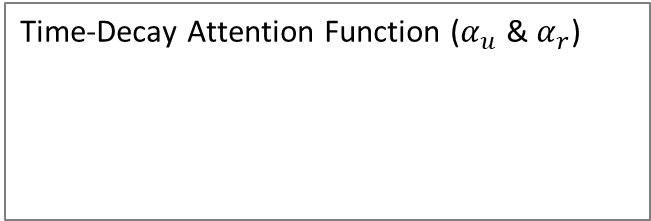 Time-Decay Attention Function (αᵤ & αᵣ)